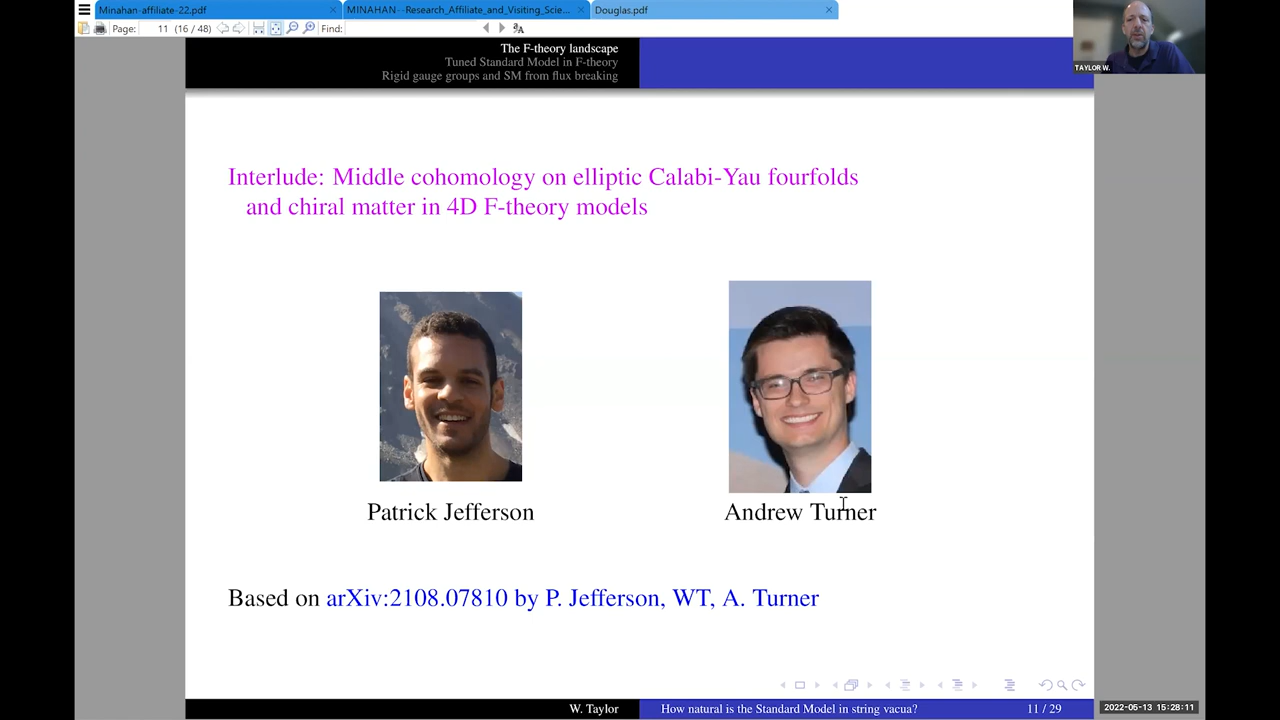 Minahan-affiliate-22.pdf
MINAHAN--Research_Affiliate_and_Visiting_Scie...
Douglas.pdf
Page: 11 (16 / 48) Find:
TAYLOR W.
The F-theory landscape
Tuned Standard Model in F-theory
Rigid gauge groups and SM from flux breaking
Interlude: Middle cohomology on elliptic Calabi-Yau fourfolds
and chiral matter in 4D F-theory models
Patrick Jefferson
Andrew Turner
Based on arXiv:2108.07810 by P. Jefferson, WT, A. Turner
W. Taylor
How natural is the Standard Model in string vacua?
11 / 29
2022-05-13 15:28:11